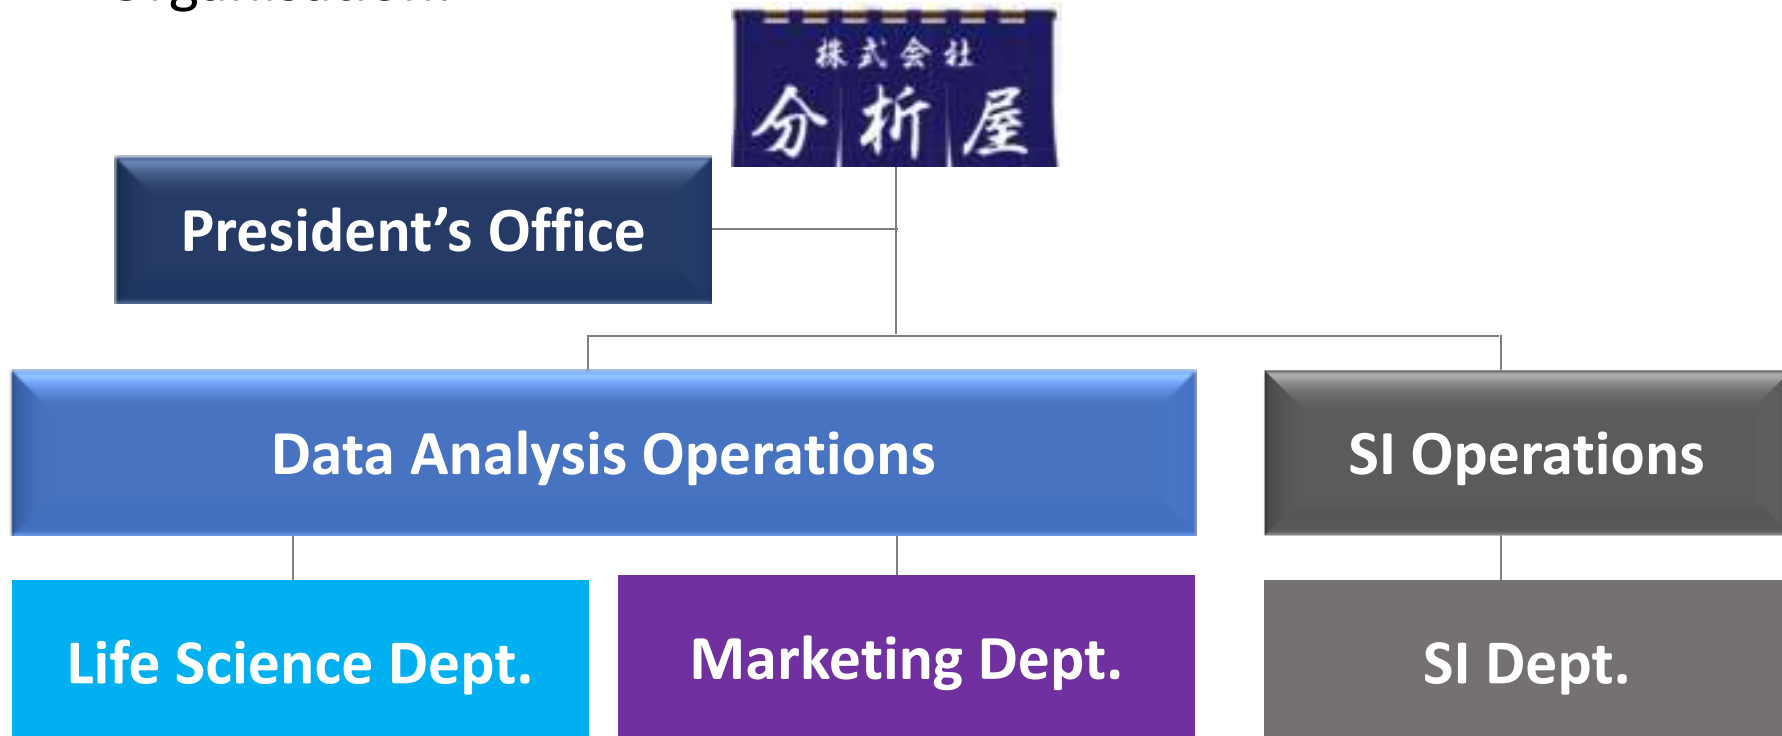 株式会社
分析屋
President’s Office
Data Analysis Operations
SI Operations
Life Science Dept.
Marketing Dept.
SI Dept.